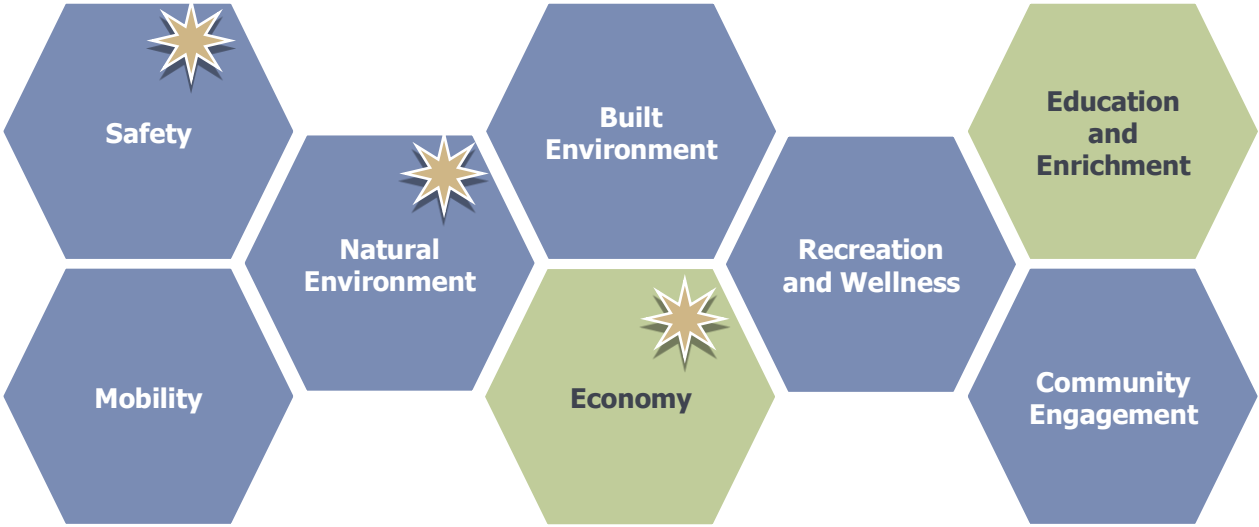 Safety
Mobility
Natural
Environment
Built
Environment
Economy
Recreation
and Wellness
Education
and
Enrichment
Community
Engagement